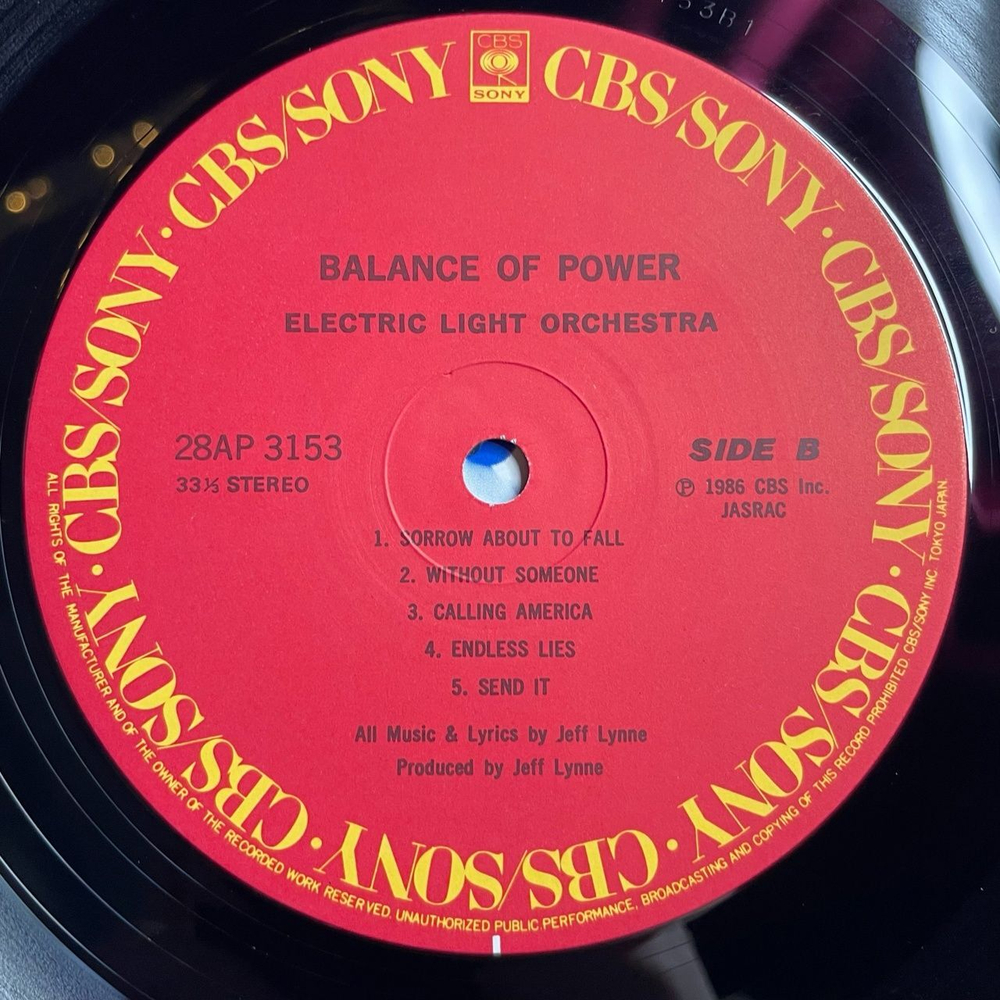 53B1
CBS
SONY
CBS/SONY · CBS/SONY · CBS/SONY · CBS/SONY · CBS/SONY · CBS/SONY · CBS/SONY · CBS/SONY
BALANCE OF POWER
ELECTRIC LIGHT ORCHESTRA
28AP 3153
33⅓ STEREO
SIDE B
Ⓟ 1986 CBS Inc.
JASRAC
1. SORROW ABOUT TO FALL
2. WITHOUT SOMEONE
3. CALLING AMERICA
4. ENDLESS LIES
5. SEND IT
All Music & Lyrics by Jeff Lynne
Produced by Jeff Lynne
ALL RIGHTS OF THE MANUFACTURER AND OF THE OWNER OF THE RECORDED WORK RESERVED. UNAUTHORIZED PUBLIC PERFORMANCE, BROADCASTING AND COPYING OF THIS RECORD PROHIBITED CBS/SONY INC. TOKYO JAPAN.